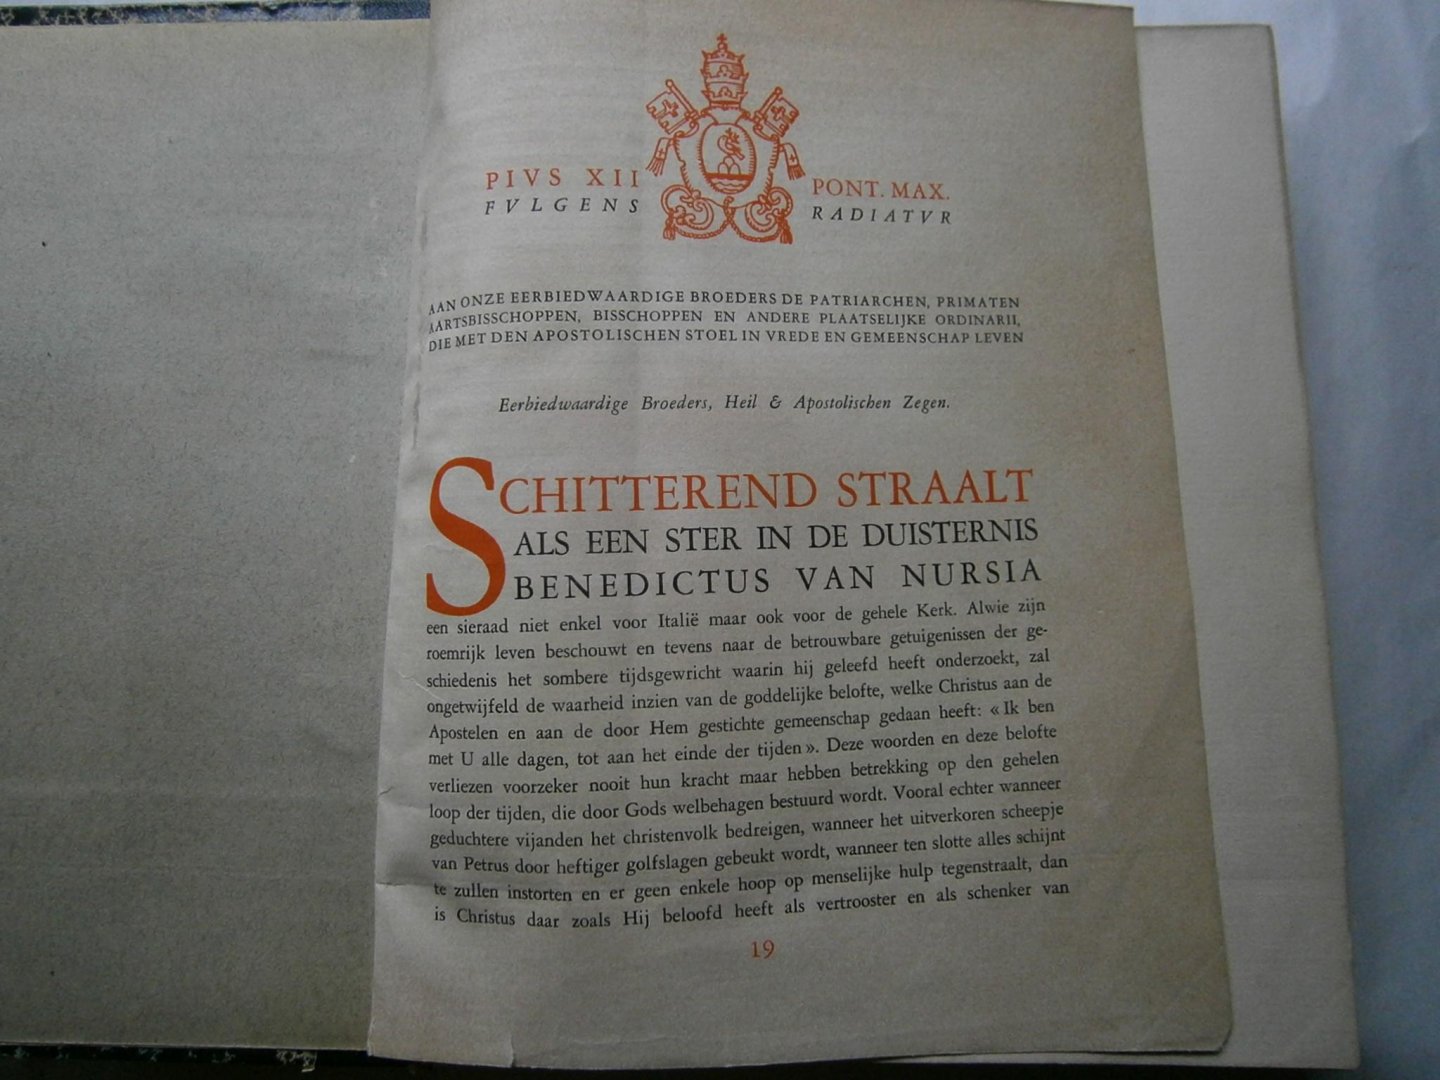 PIVS XII PONT. MAX.
FVLGENS RADIATVR
AAN ONZE EERBIEDWAARDIGE BROEDERS DE PATRIARCHEN, PRIMATEN
AARTSBISSCHOPPEN, BISSCHOPPEN EN ANDERE PLAATSELIJKE ORDINARII,
DIE MET DEN APOSTOLISCHEN STOEL IN VREDE EN GEMEENSCHAP LEVEN
Eerbiedwaardige Broeders, Heil & Apostolischen Zegen.
SCHITTEREND STRAALT
ALS EEN STER IN DE DUISTERNIS
BENEDICTUS VAN NURSIA
een sieraad niet enkel voor Italië maar ook voor de gehele Kerk. Alwie zijn
roemrijk leven beschouwt en tevens naar de betrouwbare getuigenissen der ge-
schiedenis het sombere tijdsgewricht waarin hij geleefd heeft onderzoekt, zal
ongetwijfeld de waarheid inzien van de goddelijke belofte, welke Christus aan de
Apostelen en aan de door Hem gestichte gemeenschap gedaan heeft: « Ik ben
met U alle dagen, tot aan het einde der tijden ». Deze woorden en deze belofte
verliezen voorzeker nooit hun kracht maar hebben betrekking op den gehelen
loop der tijden, die door Gods welbehagen bestuurd wordt. Vooral echter wanneer
geduchtere vijanden het christenvolk bedreigen, wanneer het uitverkoren scheepje
van Petrus door heftiger golfslagen gebeukt wordt, wanneer ten slotte alles schijnt
te zullen instorten en er geen enkele hoop op menselijke hulp tegenstraalt, dan
is Christus daar zoals Hij beloofd heeft als vertrooster en als schenker van
19